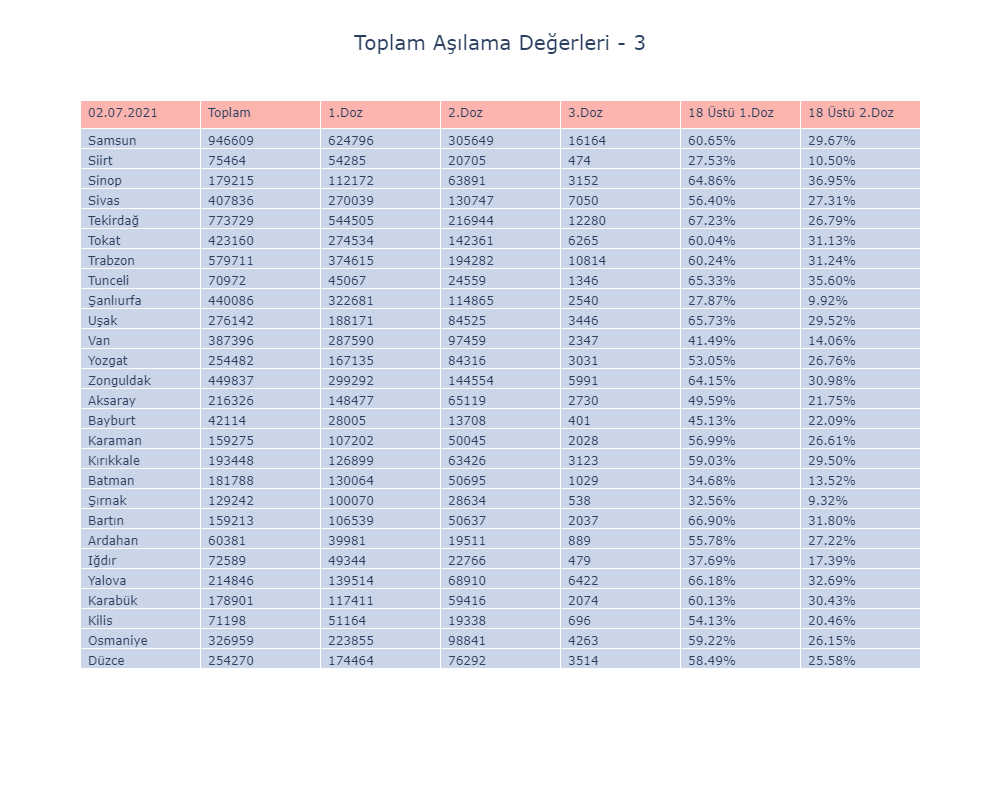 Toplam Aşılama Değerleri - 3
02.07.2021 Toplam 1.Doz 2.Doz 3.Doz 18 Üstü 1.Doz 18 Üstü 2.Doz
Samsun 946609 624796 305649 16164 60.65% 29.67%
Siirt 75464 54285 20705 474 27.53% 10.50%
Sinop 179215 112172 63891 3152 64.86% 36.95%
Sivas 407836 270039 130747 7050 56.40% 27.31%
Tekirdağ 773729 544505 216944 12280 67.23% 26.79%
Tokat 423160 274534 142361 6265 60.04% 31.13%
Trabzon 579711 374615 194282 10814 60.24% 31.24%
Tunceli 70972 45067 24559 1346 65.33% 35.60%
Şanlıurfa 440086 322681 114865 2540 27.87% 9.92%
Uşak 276142 188171 84525 3446 65.73% 29.52%
Van 387396 287590 97459 2347 41.49% 14.06%
Yozgat 254482 167135 84316 3031 53.05% 26.76%
Zonguldak 449837 299292 144554 5991 64.15% 30.98%
Aksaray 216326 148477 65119 2730 49.59% 21.75%
Bayburt 42114 28005 13708 401 45.13% 22.09%
Karaman 159275 107202 50045 2028 56.99% 26.61%
Kırıkkale 193448 126899 63426 3123 59.03% 29.50%
Batman 181788 130064 50695 1029 34.68% 13.52%
Şırnak 129242 100070 28634 538 32.56% 9.32%
Bartın 159213 106539 50637 2037 66.90% 31.80%
Ardahan 60381 39981 19511 889 55.78% 27.22%
Iğdır 72589 49344 22766 479 37.69% 17.39%
Yalova 214846 139514 68910 6422 66.18% 32.69%
Karabük 178901 117411 59416 2074 60.13% 30.43%
Kilis 71198 51164 19338 696 54.13% 20.46%
Osmaniye 326959 223855 98841 4263 59.22% 26.15%
Düzce 254270 174464 76292 3514 58.49% 25.58%